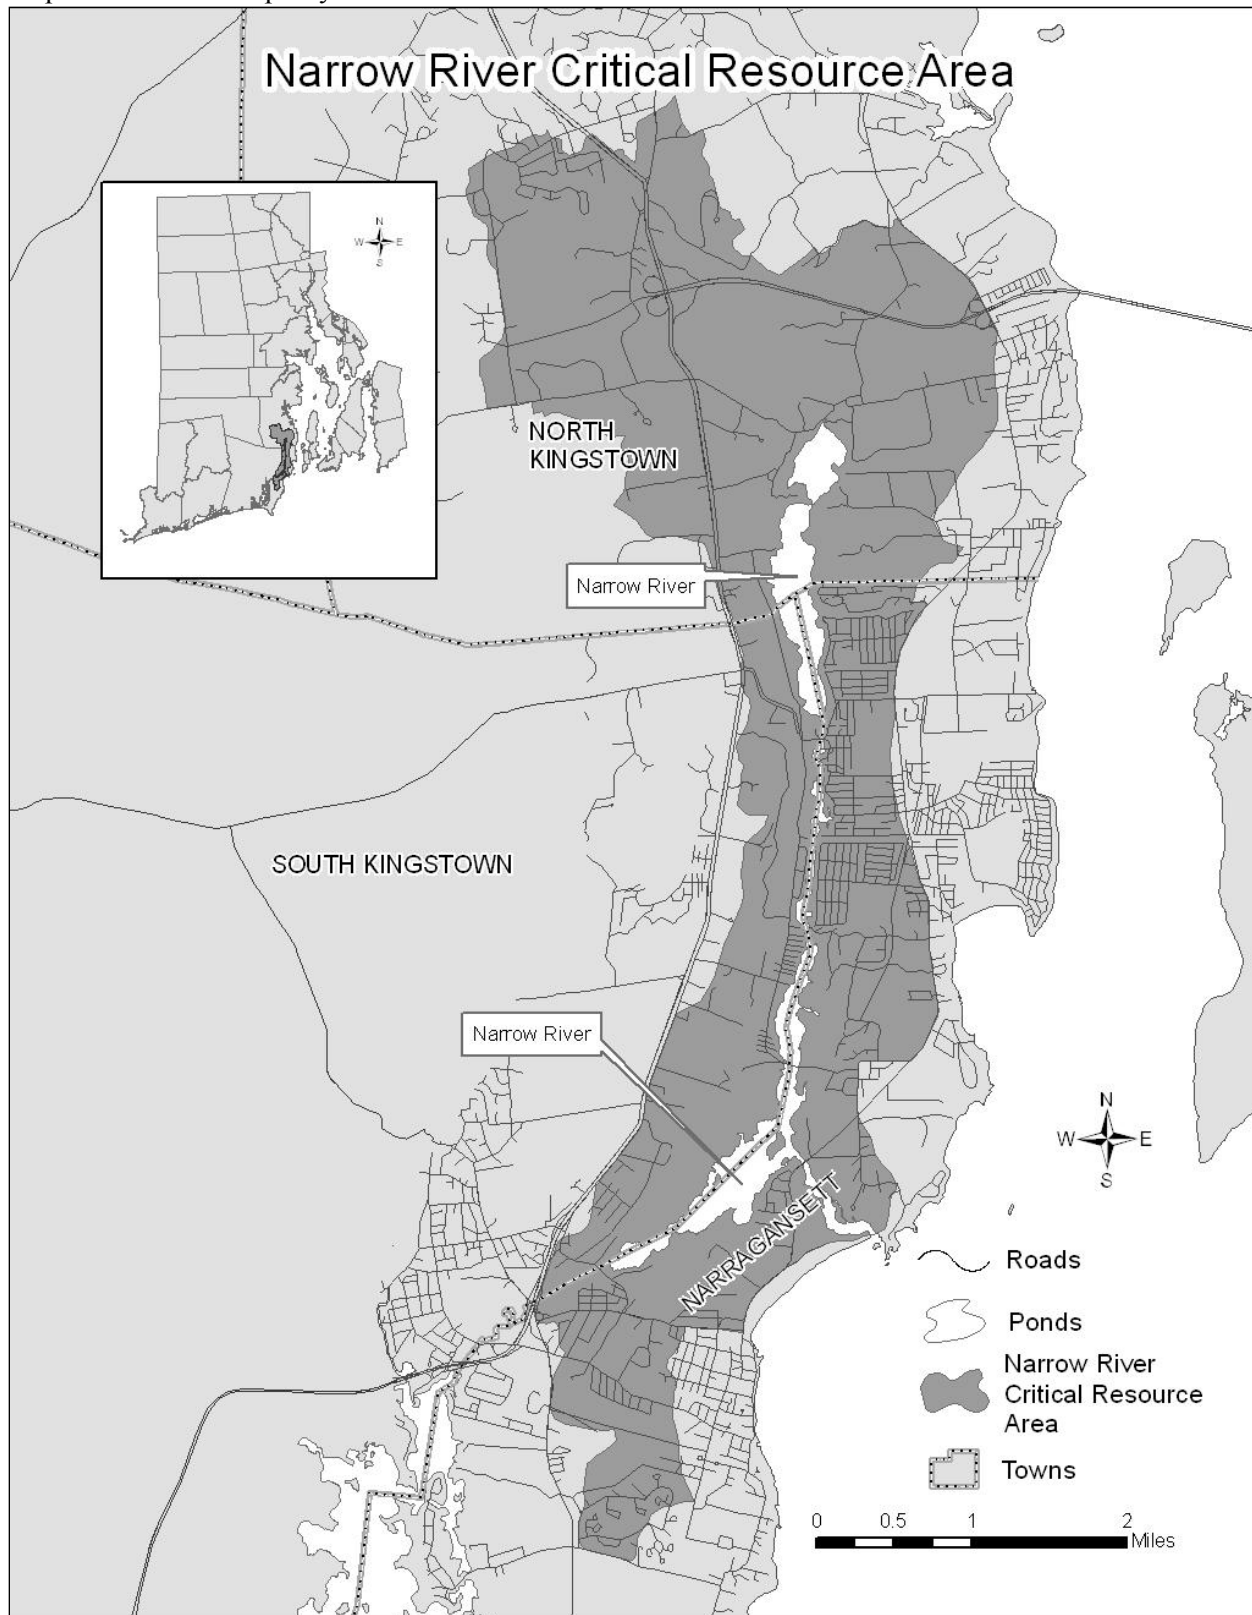 Narrow River Critical Resource Area
N
W E
S
NORTH
KINGSTOWN
Narrow River
SOUTH KINGSTOWN
Narrow River
NARRAGANSETT
N
W E
S
Roads
Ponds
Narrow River
Critical Resource
Area
Towns
0 0.5 1 2
Miles